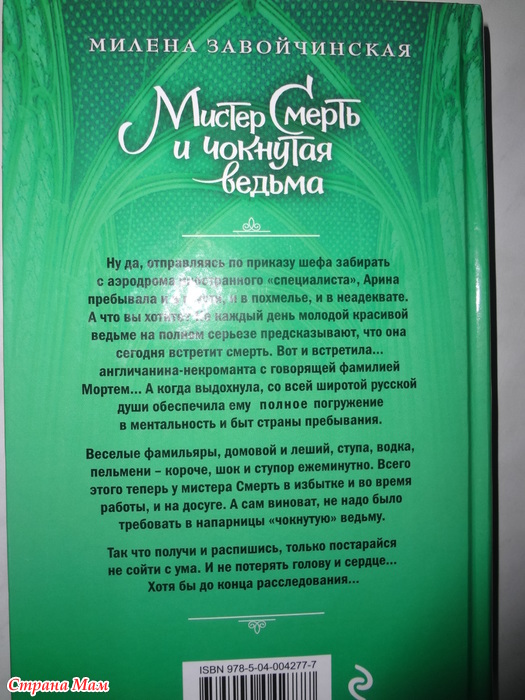 МИЛЕНА ЗАВОЙЧИНСКАЯ
Мистер Смерть
и чокнутая
ведьма
Ну да, отправляясь по приказу шефа забирать
с аэродрома иностранного «специалиста», Арина
пребывала и в и в похмелье, и в неадеквате.
А что вы хотите? Не каждый день молодой красивой
ведьме на полном серьезе предсказывают, что она
сегодня встретит смерть. Вот и встретила...
англичанина-некроманта с говорящей фамилией
Мортем... А когда выдохнула, со всей широтой русской
души обеспечила ему полное погружение
в ментальность и быт страны пребывания.
Веселые фамильяры, домовой и леший, ступа, водка,
пельмени – короче, шок и ступор ежеминутно. Всего
этого теперь у мистера Смерть в избытке и во время
работы, и на досуге. А сам виноват, не надо было
требовать в напарницы «чокнутую» ведьму.
Так что получи и распишись, только постарайся
не сойти с ума. И не потерять голову и сердце...
Хотя бы до конца расследования...
ISBN 978-5-04-004277-7
Страна Мам